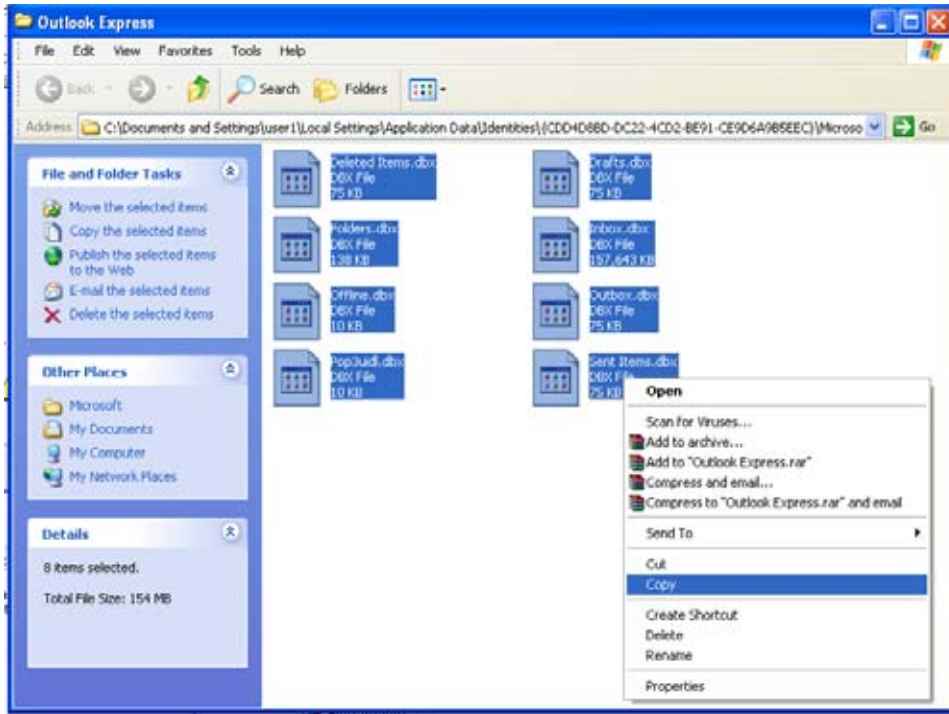 Outlook Express
File Edit View Favorites Tools Help
Back Search Folders
Address C:\Documents and Settings\user1\Local Settings\Application Data\Identities\{CDD4D8BD-DC22-4CD2-BE91-CE9D6A9B5EEC}\Microso Go
File and Folder Tasks
Move the selected items
Copy the selected items
Publish the selected items
to the Web
E-mail the selected items
Delete the selected items
Other Places
Microsoft
My Documents
My Computer
My Network Places
Details
8 items selected.
Total File Size: 154 MB
Deleted Items.dbx
DBX File
75 KB
Drafts.dbx
DBX File
75 KB
Folders.dbx
DBX File
138 KB
Inbox.dbx
DBX File
157,643 KB
Offline.dbx
DBX File
10 KB
Outbox.dbx
DBX File
75 KB
Pop3uidl.dbx
DBX File
10 KB
Sent Items.dbx
DBX File
75 KB
Open
Scan for Viruses...
Add to archive...
Add to "Outlook Express.rar"
Compress and email...
Compress to "Outlook Express.rar" and email
Send To
Cut
Copy
Create Shortcut
Delete
Rename
Properties